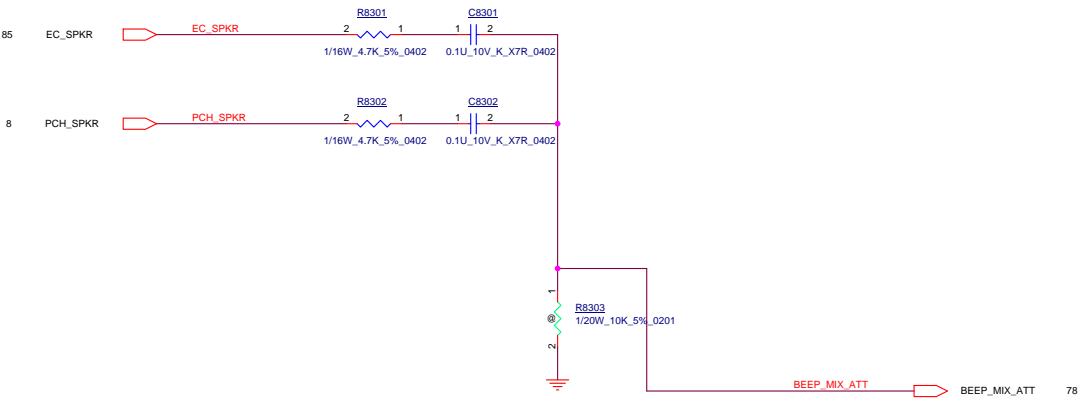 R8301
C8301
85 EC_SPKR
EC_SPKR
2 1 1 2
1/16W_4.7K_5%_0402
0.1U_10V_K_X7R_0402
R8302
C8302
8 PCH_SPKR
PCH_SPKR
2 1 1 2
1/16W_4.7K_5%_0402
0.1U_10V_K_X7R_0402
1
R8303
@
1/20W_10K_5%_0201
2
BEEP_MIX_ATT
BEEP_MIX_ATT 78